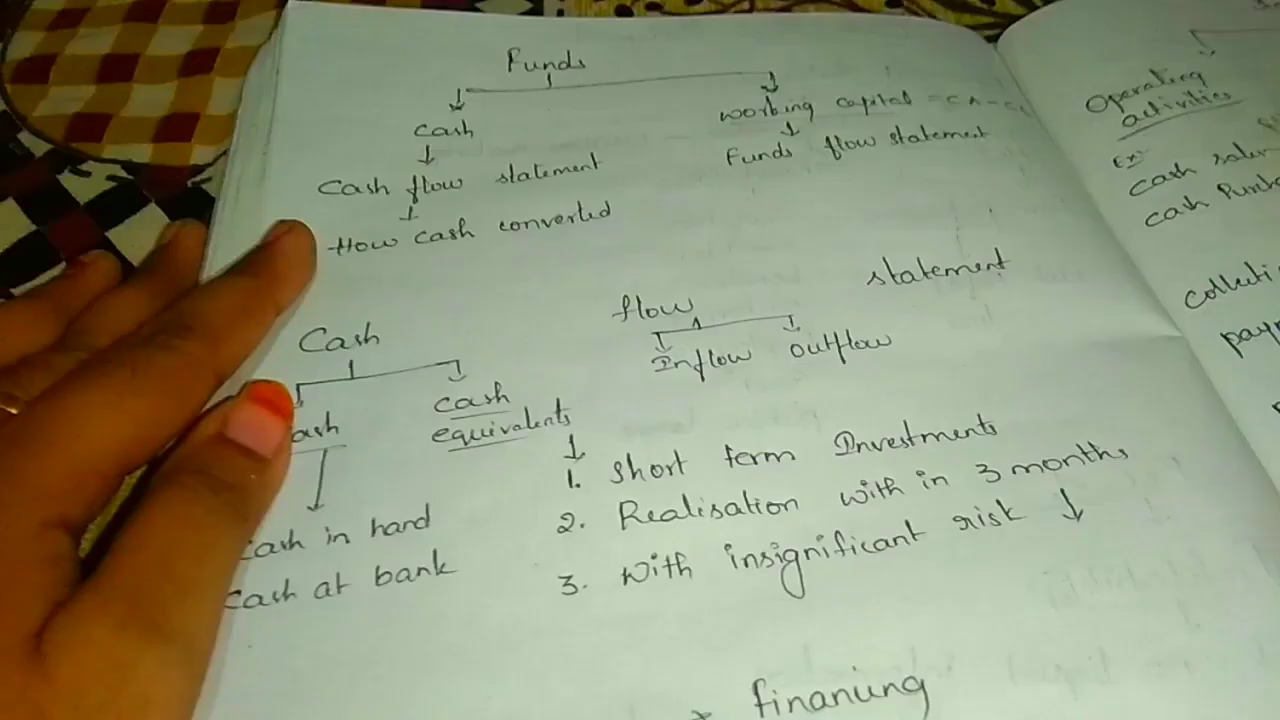 Funds
Cash
working capital = CA -
Cash flow statement
Funds flow statement
How cash converted
Cash
flow
statement
Inflow outflow
cash
equivalents
1. short term Investments
2. Realisation with in 3 months
3. With insignificant risk ↓
cash in hand
cash at bank
financing
Operating
activities
Ex:
cash
cash